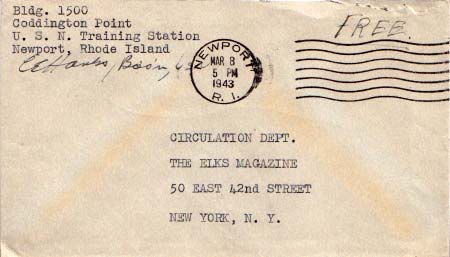 Bldg. 1500
Coddington Point
U. S. N. Training Station
Newport, Rhode Island
FREE.
NEWPORT
MAR 8
5 PM
1943
R. I.
CIRCULATION DEPT.
THE ELKS MAGAZINE
50 EAST 42nd STREET
NEW YORK, N. Y.